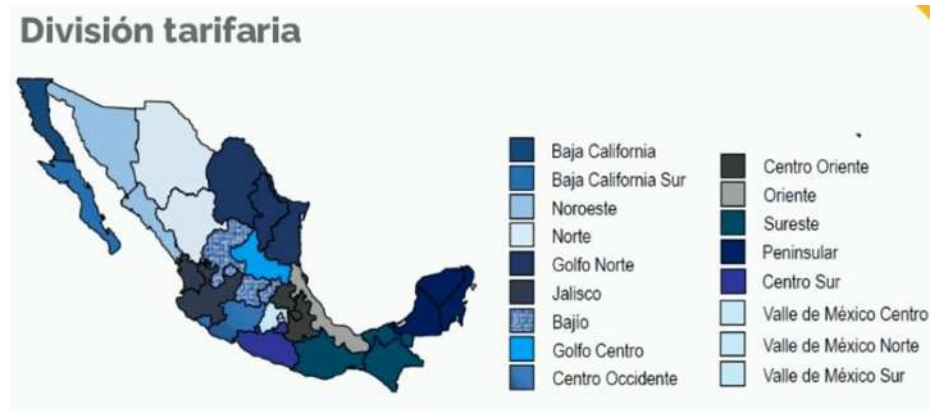 División tarifaria
Baja California
Baja California Sur
Noroeste
Norte
Golfo Norte
Jalisco
Bajio
Golfo Centro
Centro Occidente
Centro Oriente
Oriente
Sureste
Peninsular
Centro Sur
Valle de México Centro
Valle de México Norte
Valle de México Sur